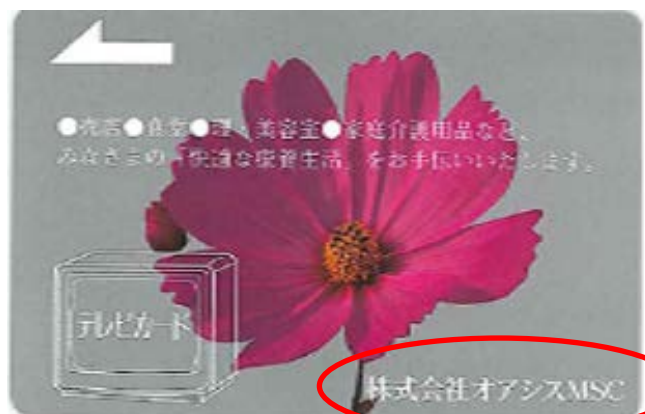 ●売店●食堂●理・美容室●家庭介護用品など、
みなさまの「快適な療養生活」をお手伝いいたします。
テレビカード
株式会社オアシスMSC